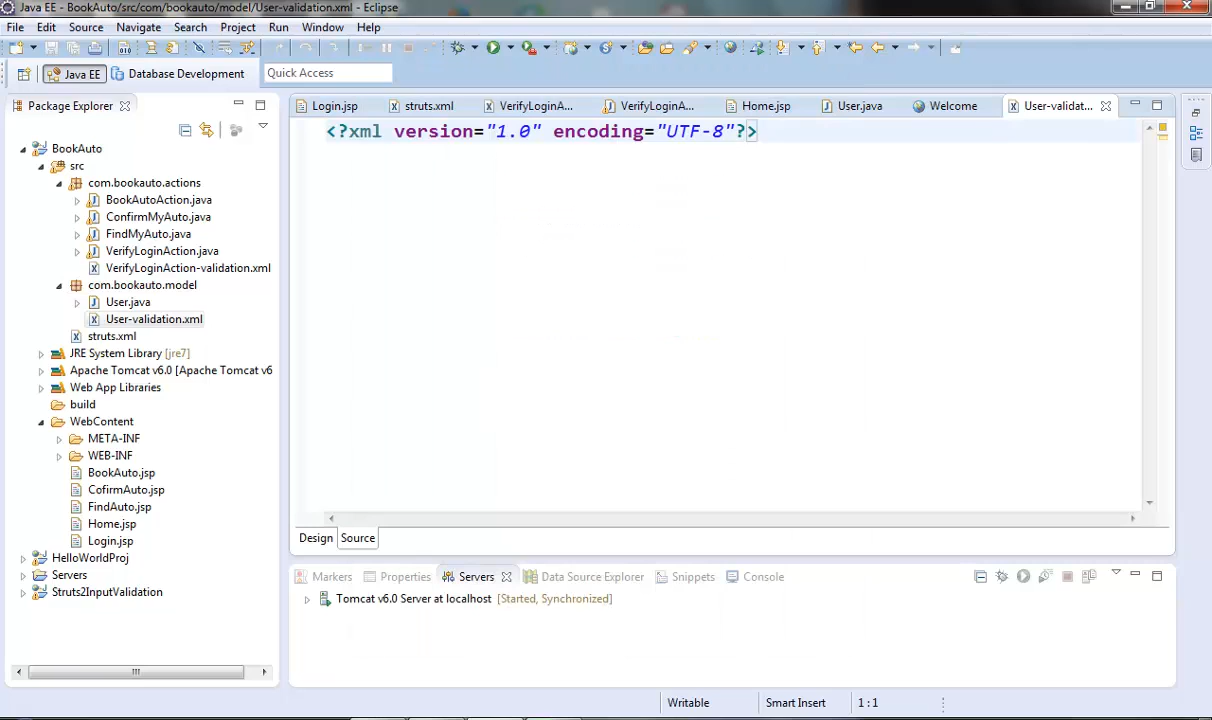 Java EE - BookAuto/src/com/bookauto/model/User-validation.xml - Eclipse
File Edit Source Navigate Search Project Run Window Help
Java EE Database Development Quick Access
Package Explorer
BookAuto
src
com.bookauto.actions
BookAutoAction.java
ConfirmMyAuto.java
FindMyAuto.java
VerifyLoginAction.java
VerifyLoginAction-validation.xml
com.bookauto.model
User.java
User-validation.xml
struts.xml
JRE System Library [jre7]
Apache Tomcat v6.0 [Apache Tomcat v6
Web App Libraries
build
WebContent
META-INF
WEB-INF
BookAuto.jsp
CofirmAuto.jsp
FindAuto.jsp
Home.jsp
Login.jsp
HelloWorldProj
Servers
Struts2InputValidation
Login.jsp struts.xml VerifyLoginA... VerifyLoginA... Home.jsp User.java Welcome User-validat...
<?xml version="1.0" encoding="UTF-8"?>
Design Source
Markers Properties Servers Data Source Explorer Snippets Console
Tomcat v6.0 Server at localhost [Started, Synchronized]
Writable Smart Insert 1 : 1